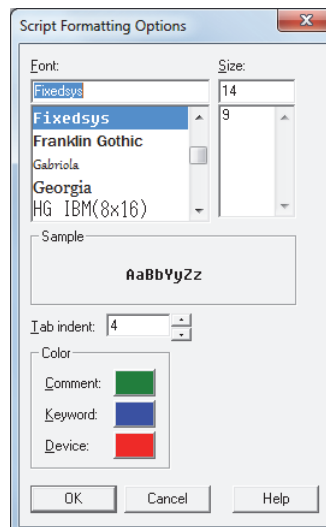 Script Formatting Options
Font:
Size:
Fixedsys
14
Fixedsys
9
Franklin Gothic
Gabriola
Georgia
HG IBM(8x16)
Sample
AaBbYyZz
Tab indent:
4
Color
Comment:
Keyword:
Device:
OK
Cancel
Help